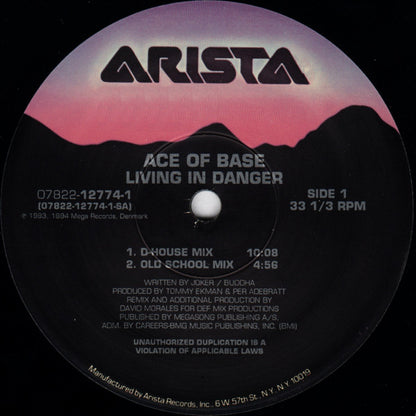 ARISTA
ACE OF BASE
LIVING IN DANGER
07822-12774-1
(07822-12774-1-SA)
℗ 1993, 1994 Mega Records, Denmark
SIDE 1
33 1/3 RPM
1. D-HOUSE MIX 10:08
2. OLD SCHOOL MIX 4:56
WRITTEN BY JOKER / BUDDHA
PRODUCED BY TOMMY EKMAN & PER ADEBRATT
REMIX AND ADDITIONAL PRODUCTION BY
DAVID MORALES FOR DEF MIX PRODUCTIONS
PUBLISHED BY MEGASONG PUBLISHING A/S,
ADM. BY CAREERS-BMG MUSIC PUBLISHING, INC. (BMI)
UNAUTHORIZED DUPLICATION IS A
VIOLATION OF APPLICABLE LAWS
Manufactured by Arista Records, Inc., 6 W. 57th St., N.Y. N.Y. 10019